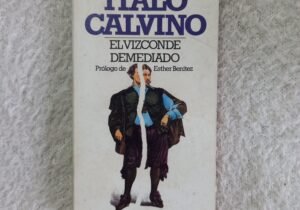 ITALO
CALVINO
EL VIZCONDE
DEMEDIADO
Prólogo de Esther Benítez